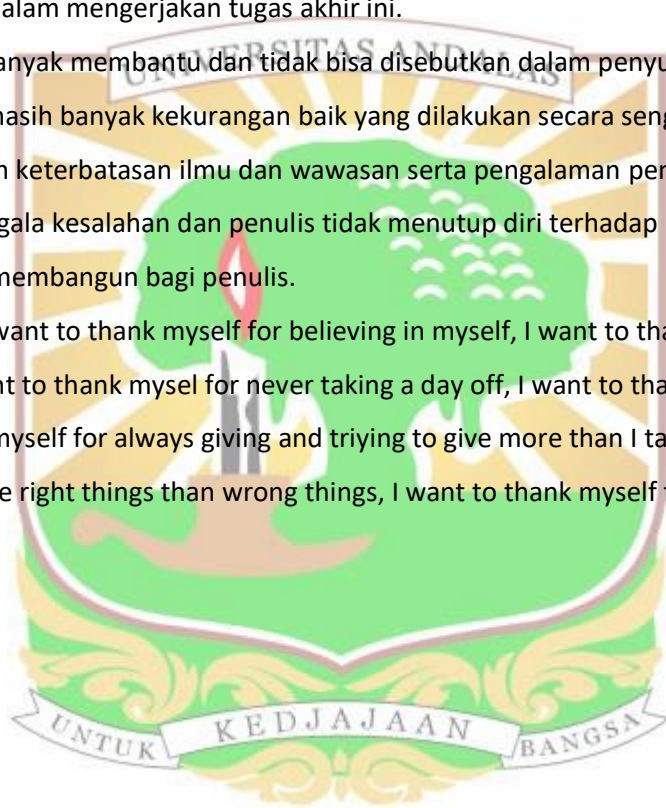 alam mengerjakan tugas akhir ini.
UNIVERSITAS ANDALAS
anyak membantu dan tidak bisa disebutkan dalam penyu
asih banyak kekurangan baik yang dilakukan secara seng
keterbatasan ilmu dan wawasan serta pengalaman per
gala kesalahan dan penulis tidak menutup diri terhadap
membangun bagi penulis.
want to thank myself for believing in myself, I want to tha
nt to thank mysel for never taking a day off, I want to tha
myself for always giving and triying to give more than I ta
e right things than wrong things, I want to thank myself
UNTUK KEDJAJAAN BANGSA